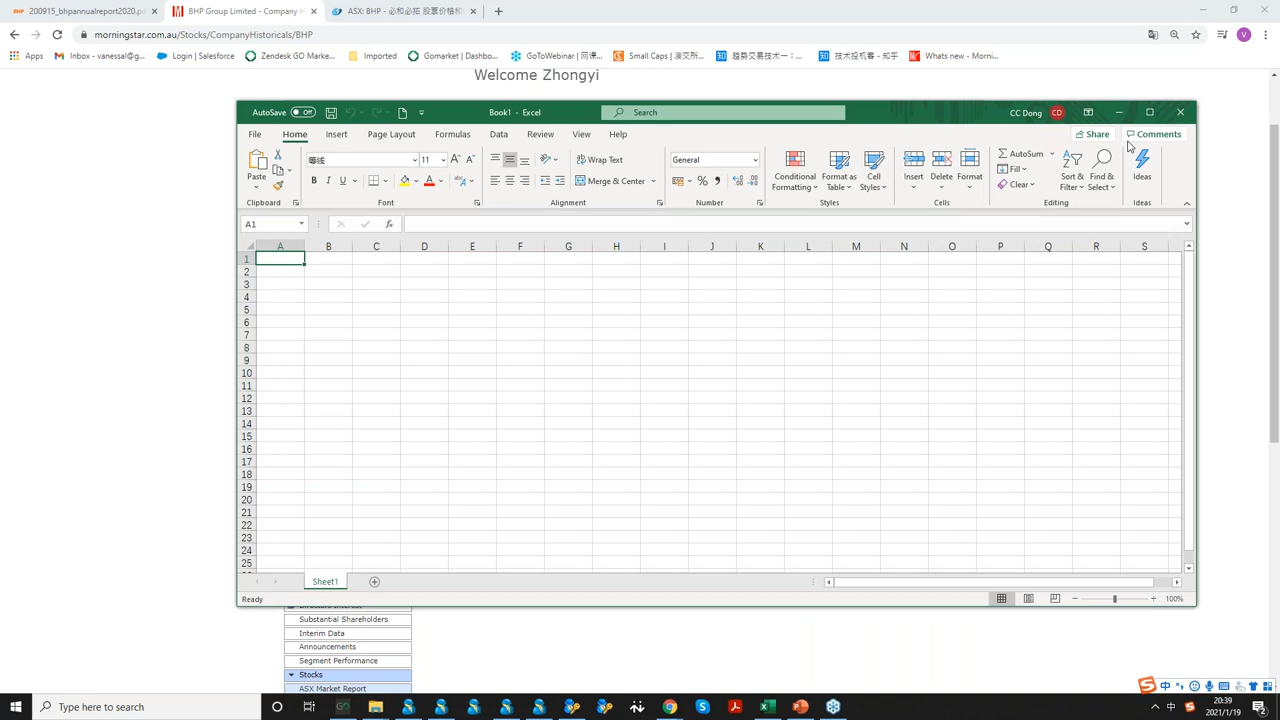 200915_bhpannualreport2020.pd
BHP Group Limited - Company H
ASX: BHP - 必和必拓 股票价格和
morningstar.com.au/Stocks/CompanyHistoricals/BHP
V
Apps
Inbox - vanessal@g...
Login | Salesforce
Zendesk GO Marke...
Imported
Gomarket | Dashbo...
GoToWebinar | 网课...
Small Caps | 澳交所...
趋势交易技术一：...
技术投机客 - 知乎
Whats new - Morni...
Welcome Zhongyi
AutoSave Off
Book1 - Excel
Search
CC Dong CD
File Home Insert Page Layout Formulas Data Review View Help
Share Comments
Paste
等线 11
B I U
Wrap Text
Merge & Center
General
Conditional Formatting
Format as Table
Cell Styles
Insert Delete Format
AutoSum
Fill
Clear
Sort & Filter
Find & Select
Ideas
Clipboard Font Alignment Number Styles Cells Editing Ideas
A1 fx
A B C D E F G H I J K L M N O P Q R S
1
2
3
4
5
6
7
8
9
10
11
12
13
14
15
16
17
18
19
20
21
22
23
24
25
Sheet1
Ready
100%
Substantial Shareholders
Interim Data
Announcements
Segment Performance
Stocks
ASX Market Report
Type here to search
中
20:39
2021/1/19